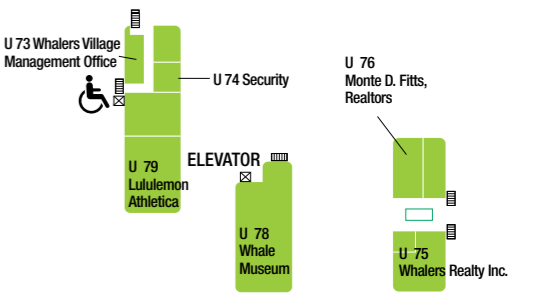 U 73 Whalers Village
Management Office
U 74 Security
U 76
Monte D. Fitts,
Realtors
U 79
Lululemon
Athletica
ELEVATOR
U 78
Whale
Museum
U 75
Whalers Realty Inc.